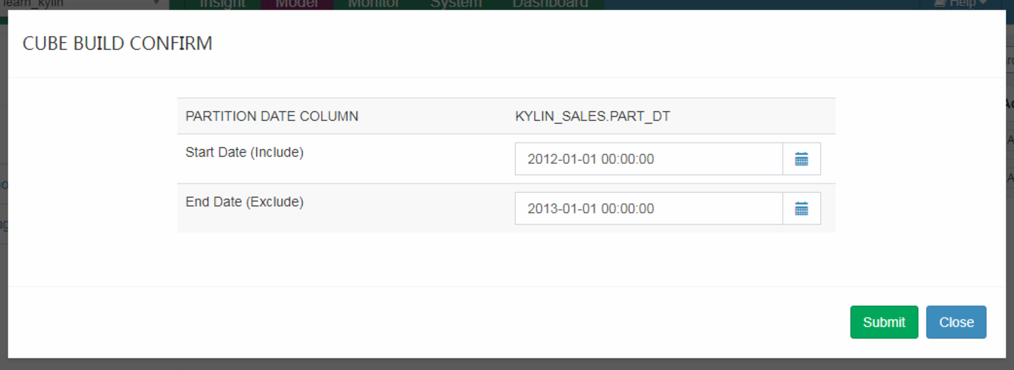 learn_kylin Insight Model Monitor System Dashboard Help
CUBE BUILD CONFIRM
PARTITION DATE COLUMN KYLIN_SALES.PART_DT
Start Date (Include) 2012-01-01 00:00:00
End Date (Exclude) 2013-01-01 00:00:00
Submit Close